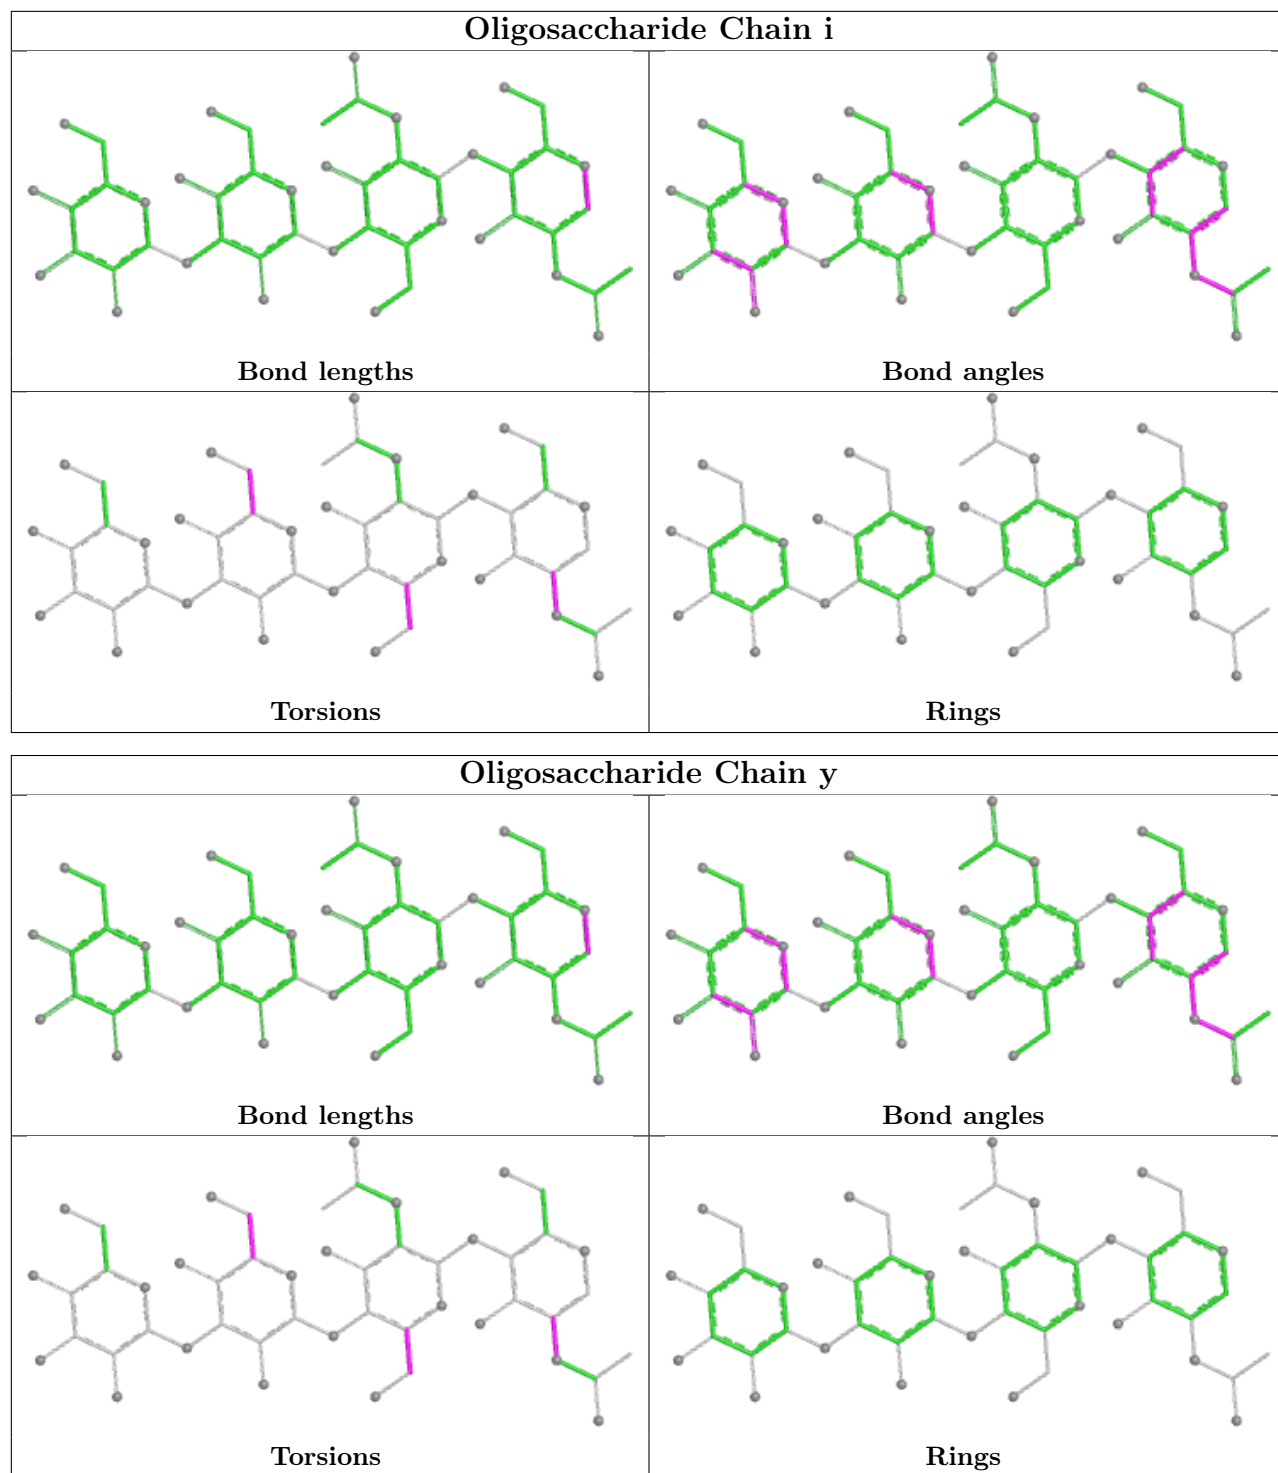 Oligosaccharide Chain i
Bond lengths
Bond angles
Torsions
Rings
Oligosaccharide Chain y
Bond lengths
Bond angles
Torsions
Rings